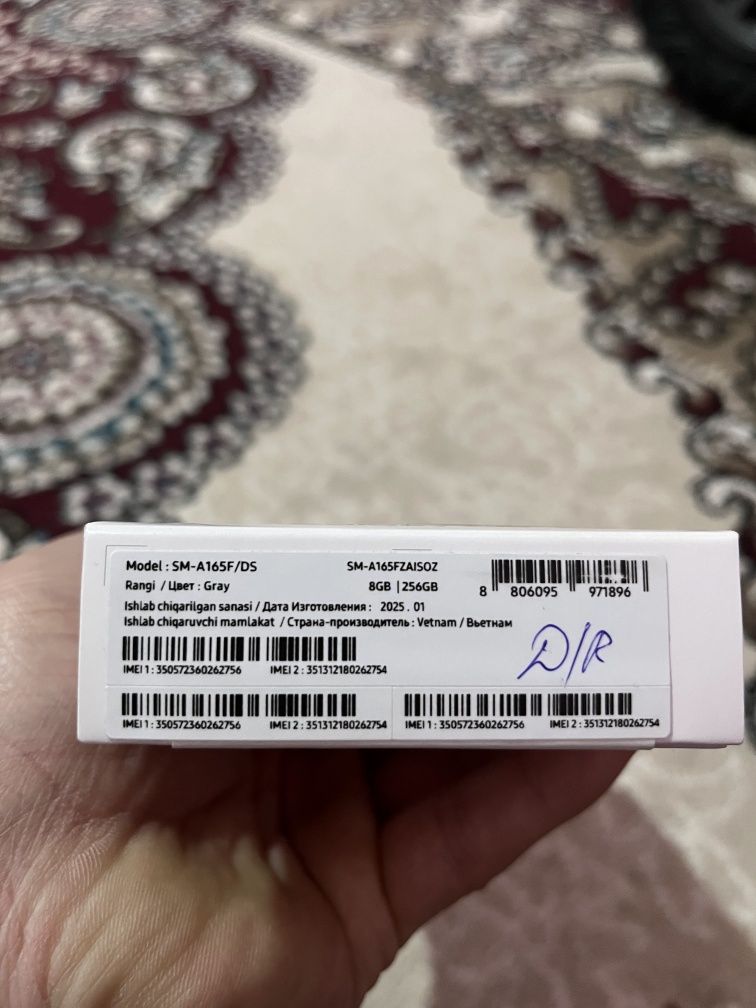 Model : SM-A165F/DS
SM-A165FZAISOZ
Rangi / Цвет : Gray
8GB | 256GB
8 806095 971896
Ishlab chiqarilgan sanasi / Дата Изготовления : 2025 . 01
Ishlab chiqaruvchi mamlakat / Страна-производитель : Vetnam / Вьетнам
D/R
IMEI 1 : 350572360262756 IMEI 2 : 351312180262754
IMEI 1 : 350572360262756 IMEI 2 : 351312180262754
IMEI 1 : 350572360262756 IMEI 2 : 351312180262754